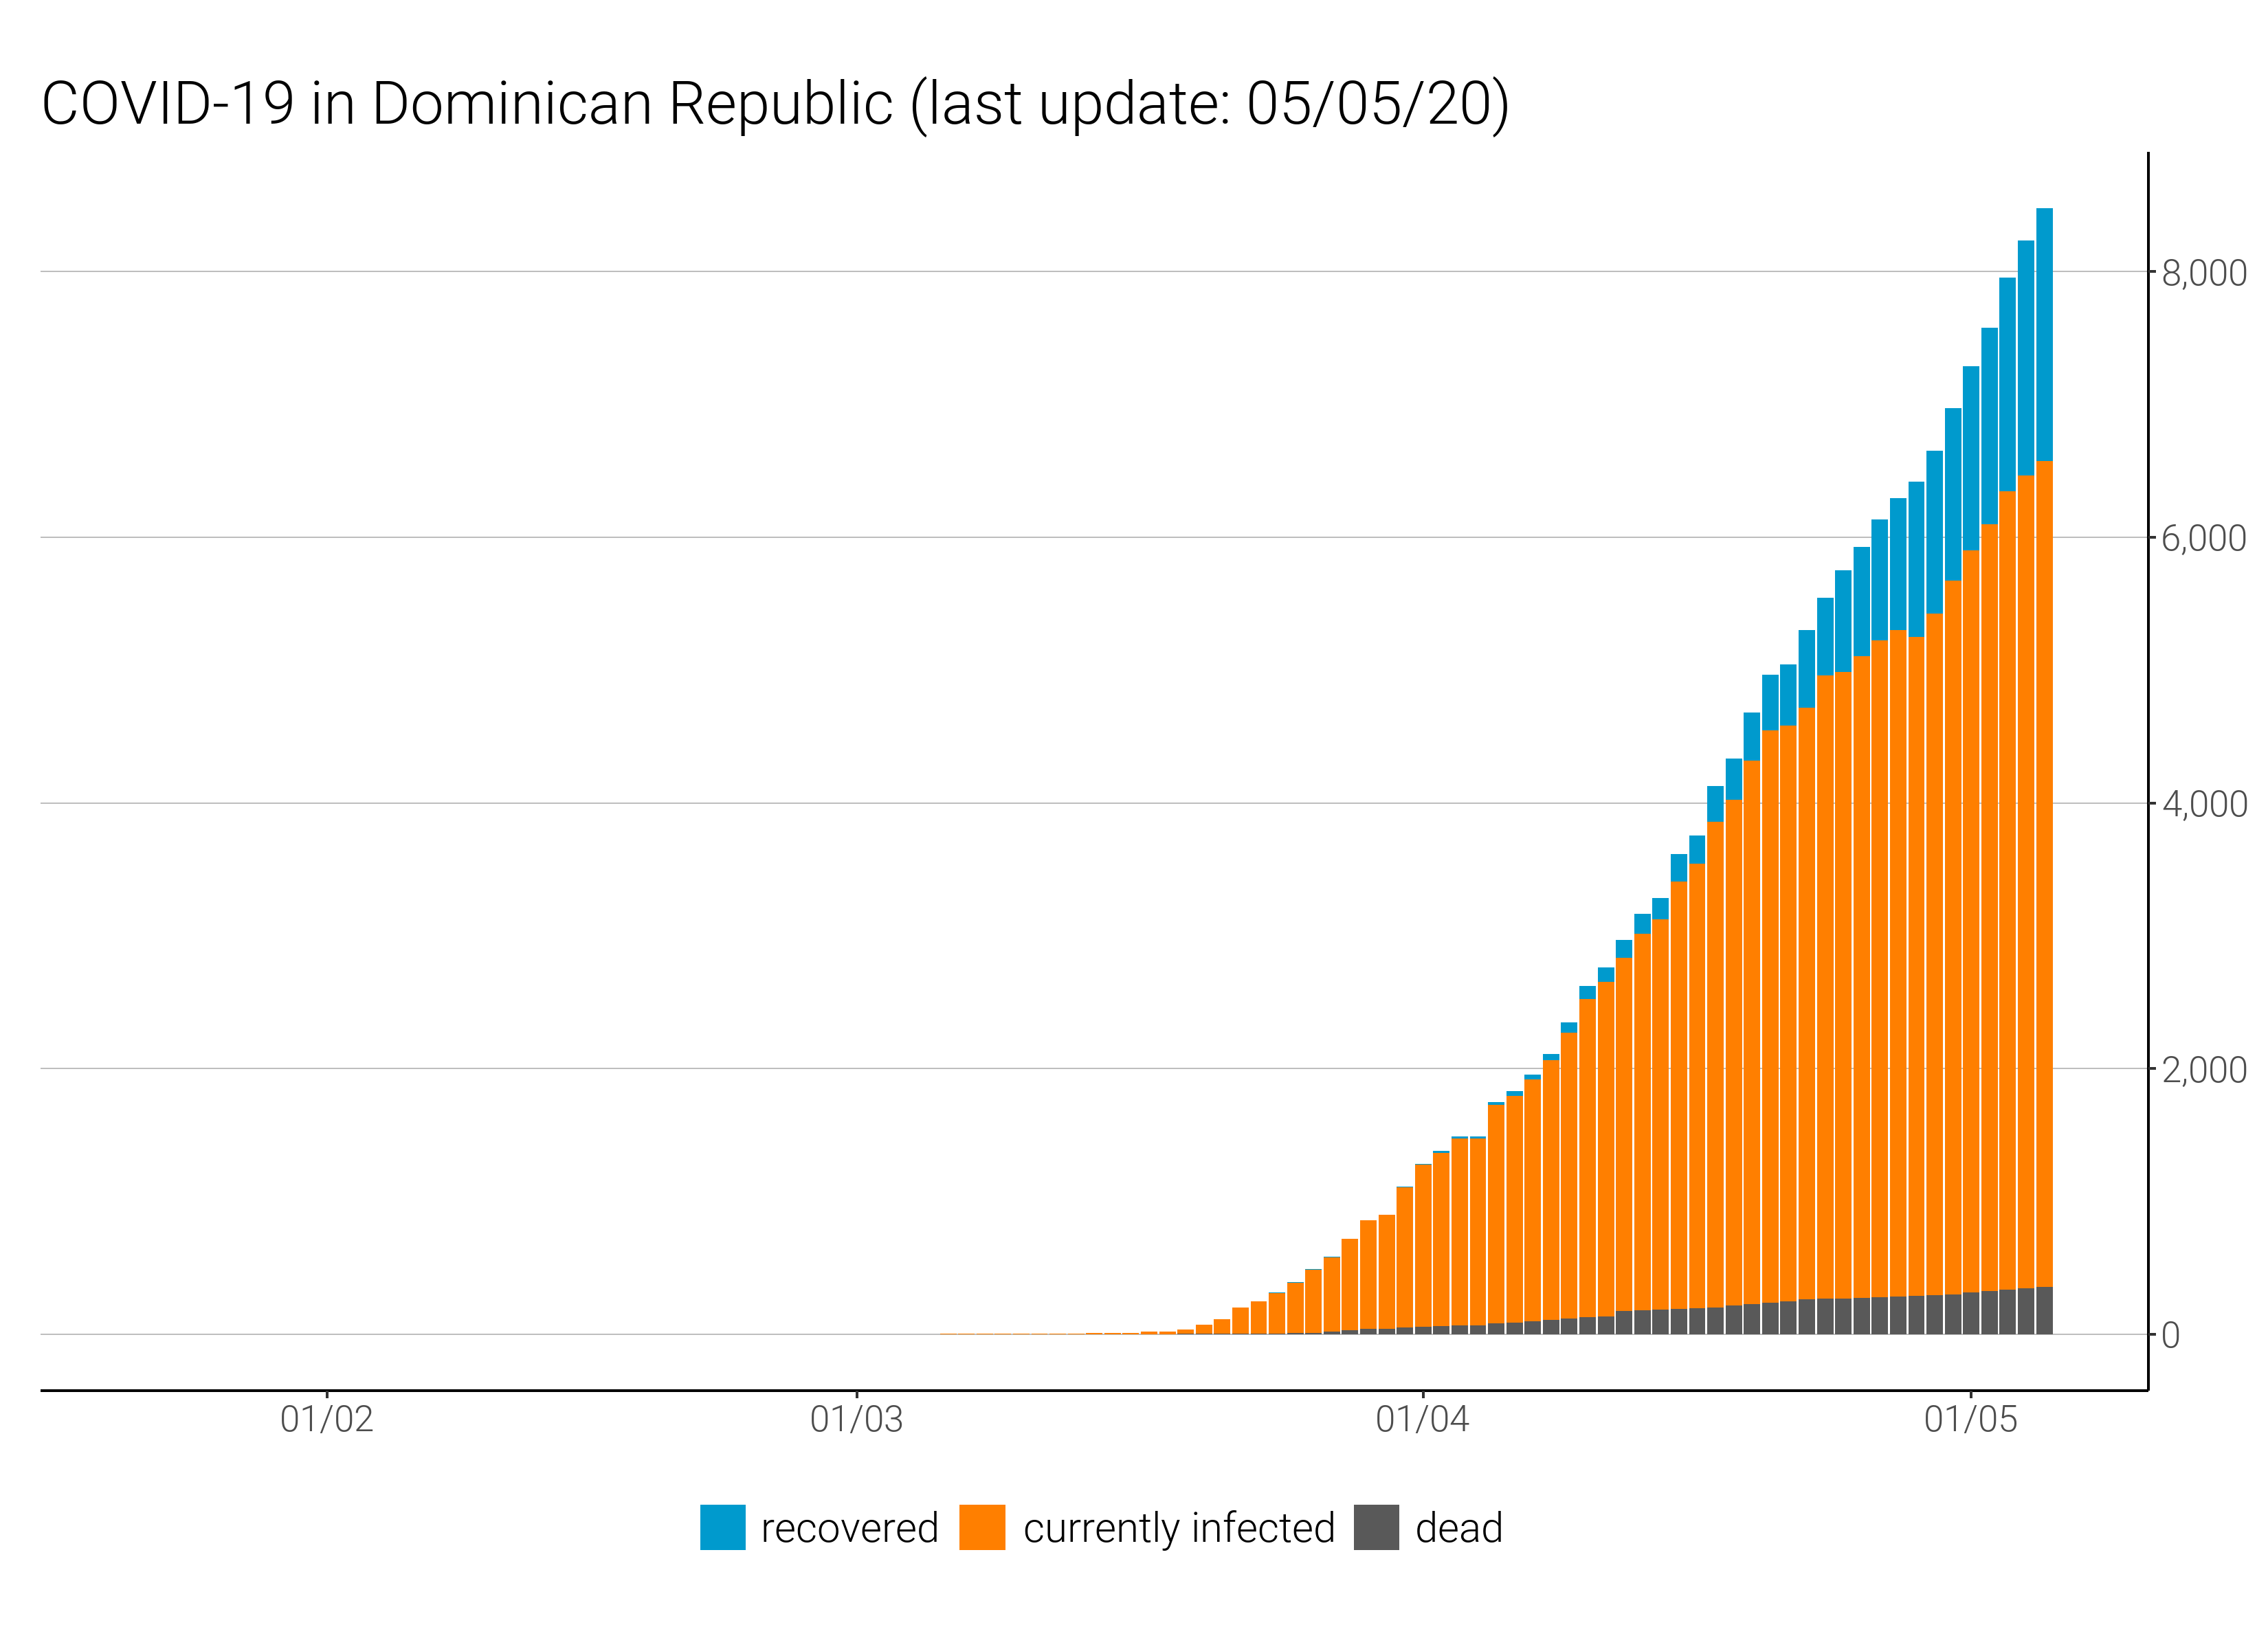 COVID-19 in Dominican Republic (last update: 05/05/20)
8,000
6,000
4,000
2,000
0
01/02 01/03 01/04 01/05
recovered currently infected dead